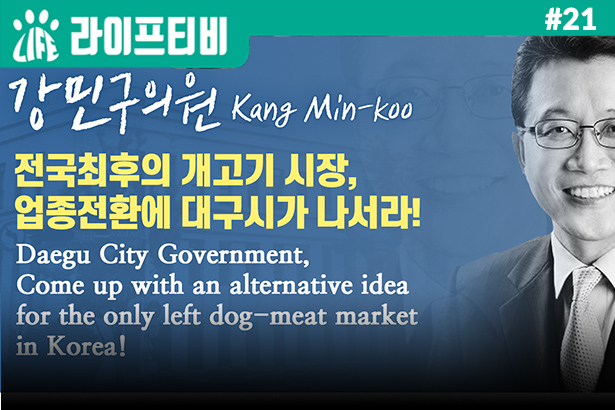 LIFE 라이프티비
#21
강민구의원 Kang Min-koo
전국최후의 개고기 시장,
업종전환에 대구시가 나서라!
Daegu City Government,
Come up with an alternative idea
for the only left dog-meat market
in Korea!